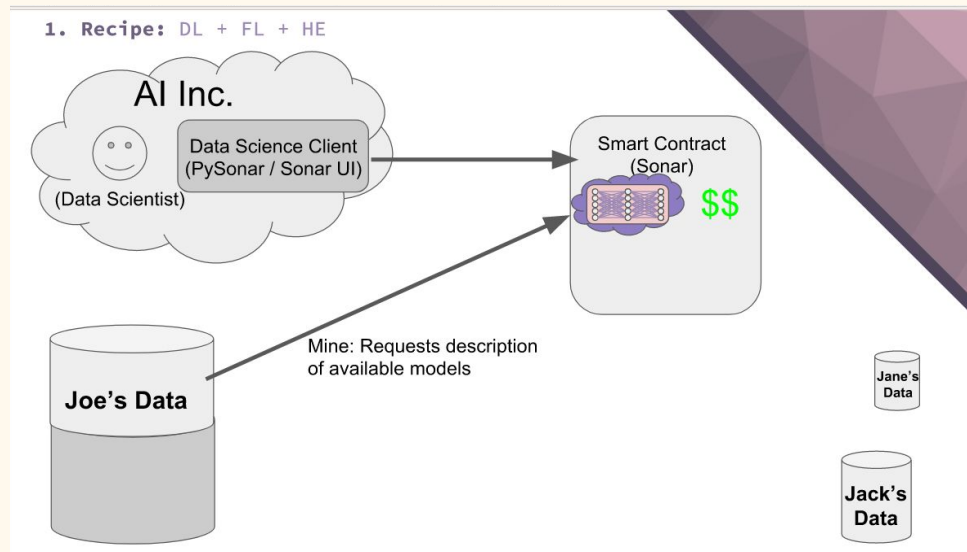 1. Recipe: DL + FL + HE
AI Inc.
Data Science Client
(PySonar / Sonar UI)
(Data Scientist)
Smart Contract
(Sonar)
$$
Mine: Requests description
of available models
Joe's Data
Jane's
Data
Jack's
Data